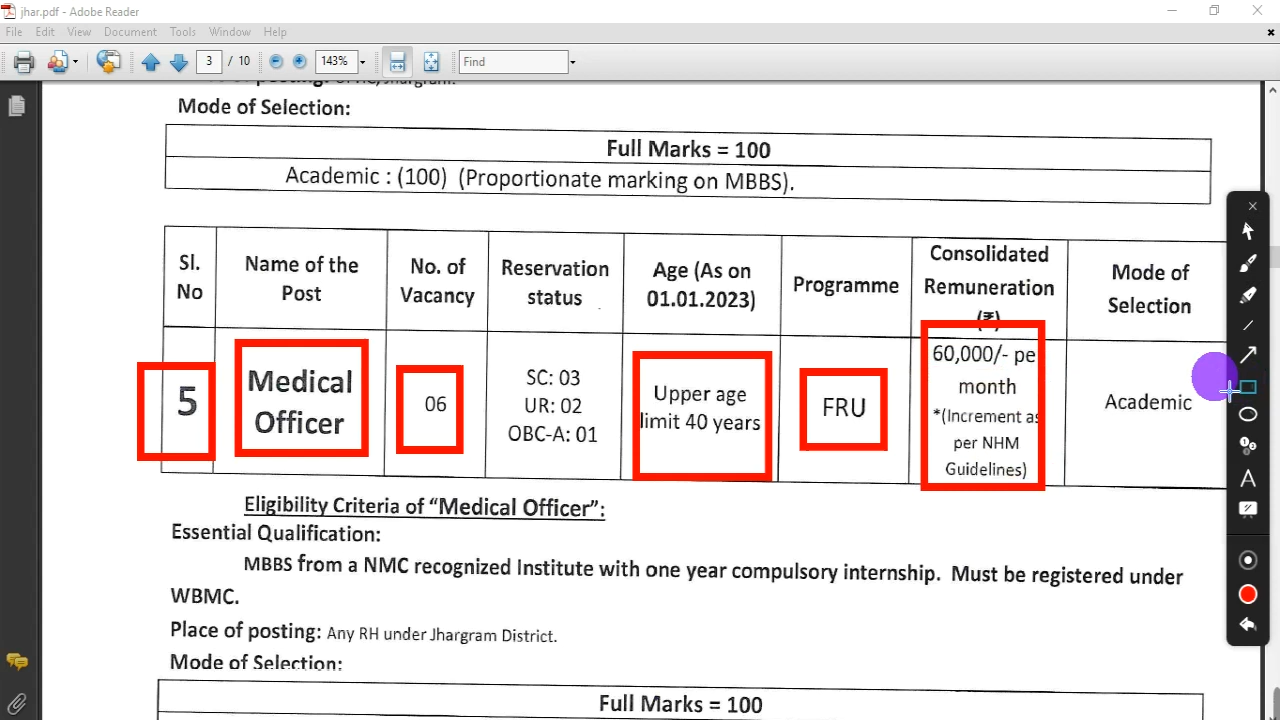 jhar.pdf - Adobe Reader
File Edit View Document Tools Window Help
3 / 10 143% Find
Mode of Selection:
Full Marks = 100
Academic : (100) (Proportionate marking on MBBS).
Sl. No
Name of the Post
No. of Vacancy
Reservation status
Age (As on 01.01.2023)
Programme
Consolidated Remuneration (₹)
Mode of Selection
5
Medical Officer
06
SC: 03
UR: 02
OBC-A: 01
Upper age limit 40 years
FRU
60,000/- per month
*(Increment as per NHM Guidelines)
Academic
Eligibility Criteria of “Medical Officer”:
Essential Qualification:
MBBS from a NMC recognized Institute with one year compulsory internship. Must be registered under
WBMC.
Place of posting: Any RH under Jhargram District.
Mode of Selection:
Full Marks = 100